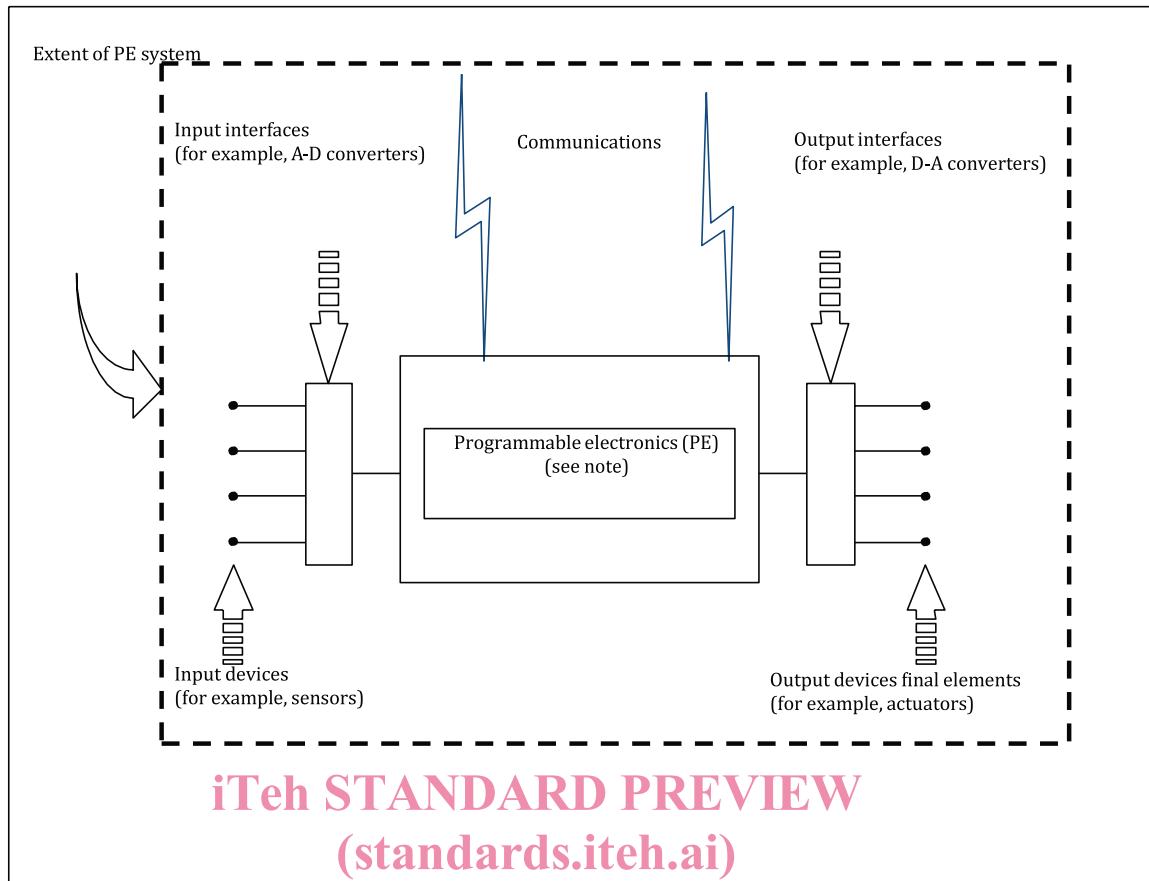 Extent of PE system
Input interfaces
(for example, A-D converters)
Communications
Output interfaces
(for example, D-A converters)
Programmable electronics (PE)
(see note)
Input devices
(for example, sensors)
Output devices final elements
(for example, actuators)
iTeh STANDARD PREVIEW
(standards.iteh.ai)